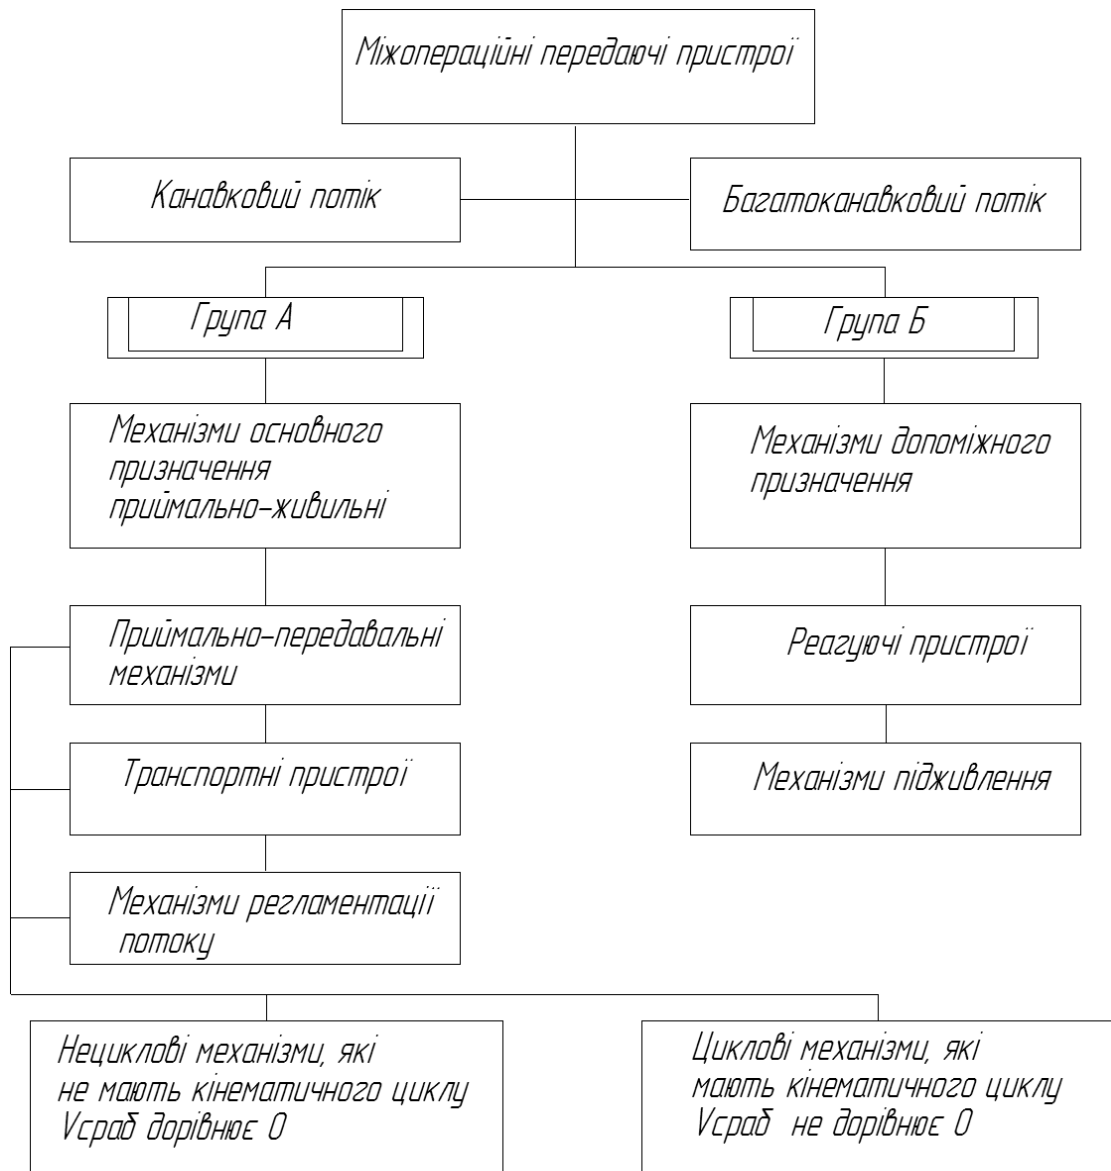 Міжопераційні передаючі пристрої
Канавковий потік
Багатоканавковий потік
Група А
Група Б
Механізми основного
призначення
приймально-живильні
Механізми допоміжного
призначення
Приймально-передавальні
механізми
Реагуючі пристрої
Транспортні пристрої
Механізми підживлення
Механізми регламентації
потоку
Нециклові механізми, які
не мають кінематичного циклу
Vсраб дорівнює 0
Циклові механізми, які
мають кінематичного циклу
Vсраб не дорівнює 0